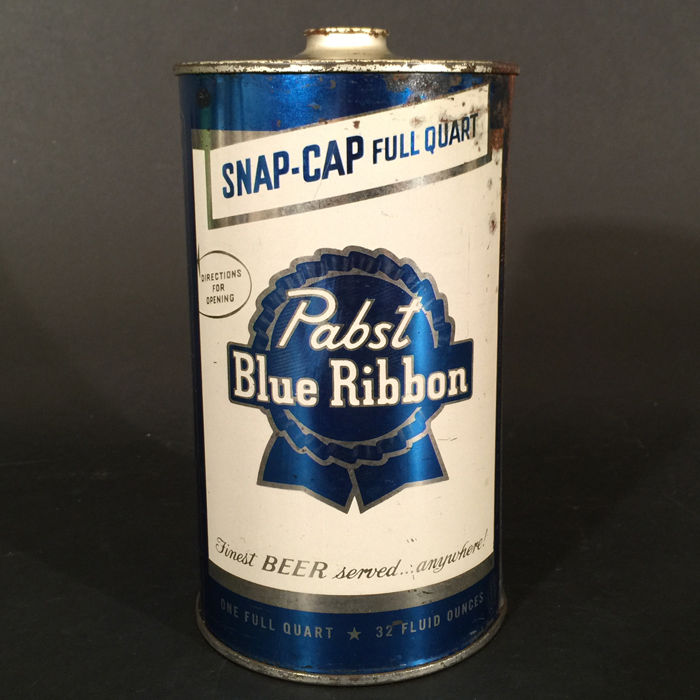 SNAP-CAP FULL QUART
DIRECTIONS
FOR
OPENING
Pabst
Blue Ribbon
Finest BEER served...anywhere!
ONE FULL QUART ★ 32 FLUID OUNCES